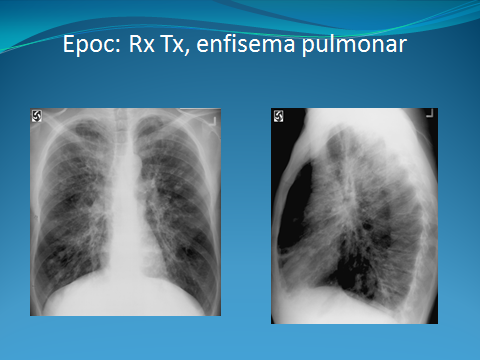 Epoc: Rx Tx, enfisema pulmonar